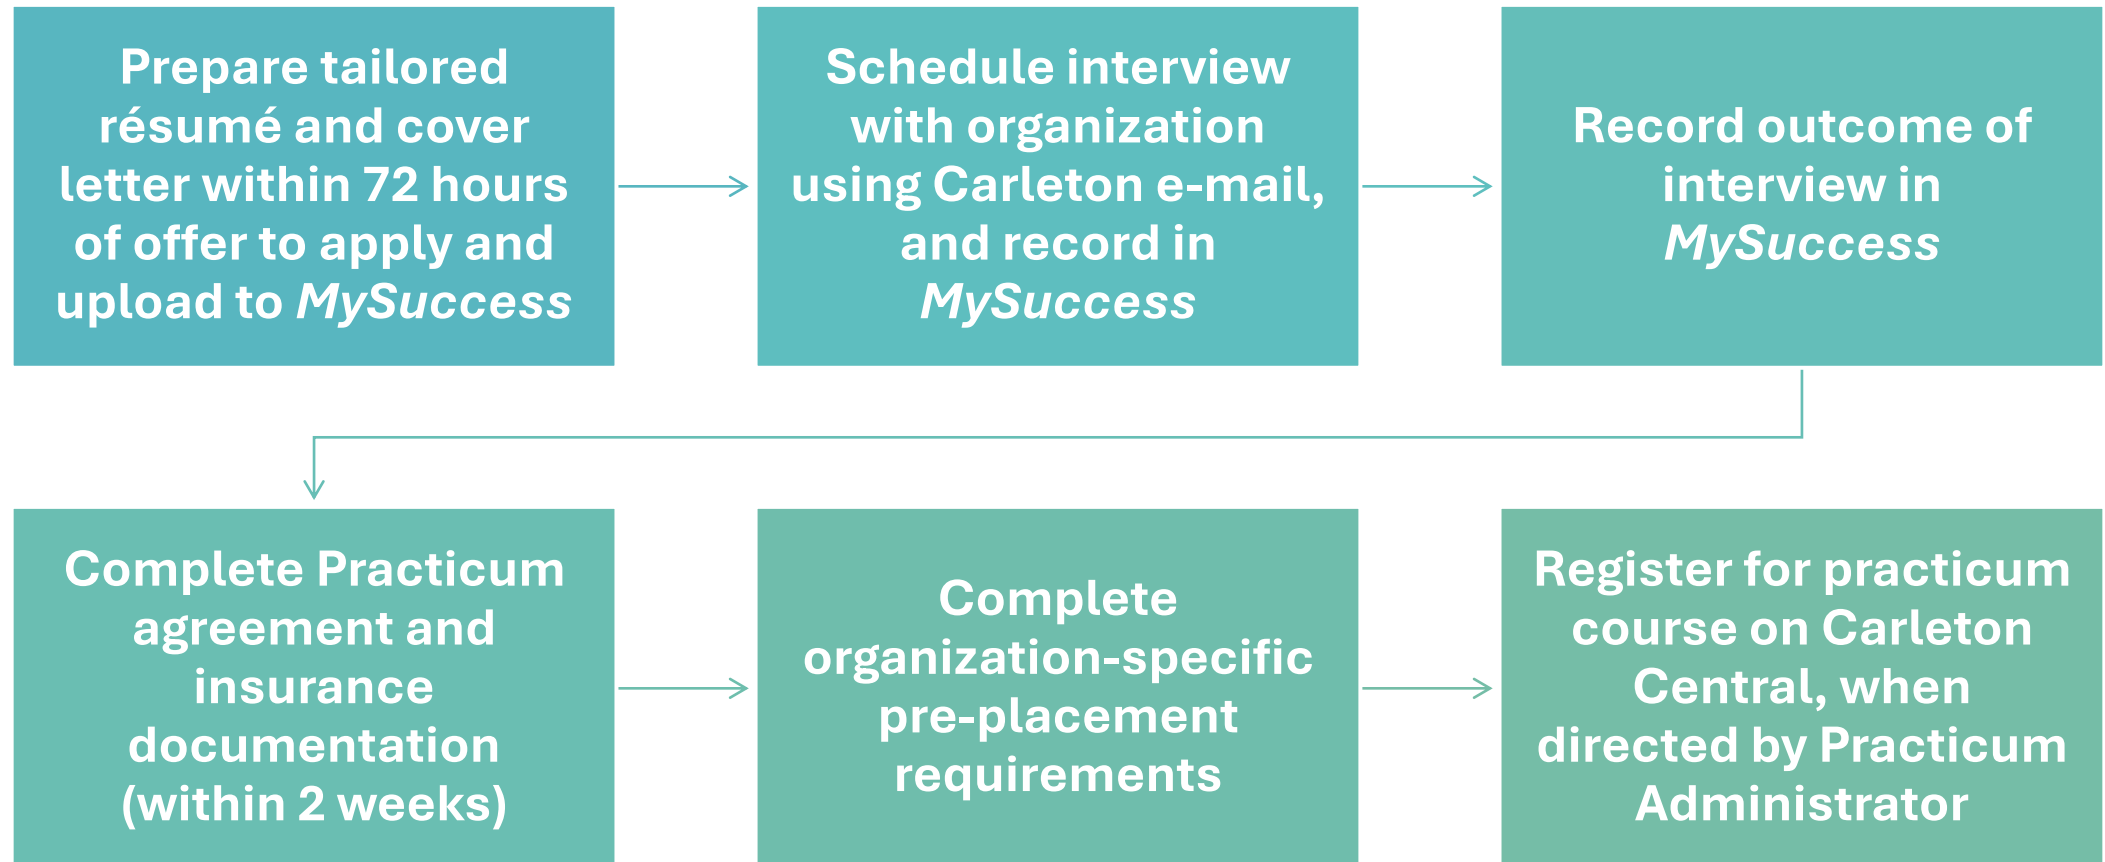 Prepare tailored
résumé and cover
letter within 72 hours
of offer to apply and
upload to MySuccess
Schedule interview
with organization
using Carleton e-mail,
and record in
MySuccess
Record outcome of
interview in
MySuccess
Complete Practicum
agreement and
insurance
documentation
(within 2 weeks)
Complete
organization-specific
pre-placement
requirements
Register for practicum
course on Carleton
Central, when
directed by Practicum
Administrator